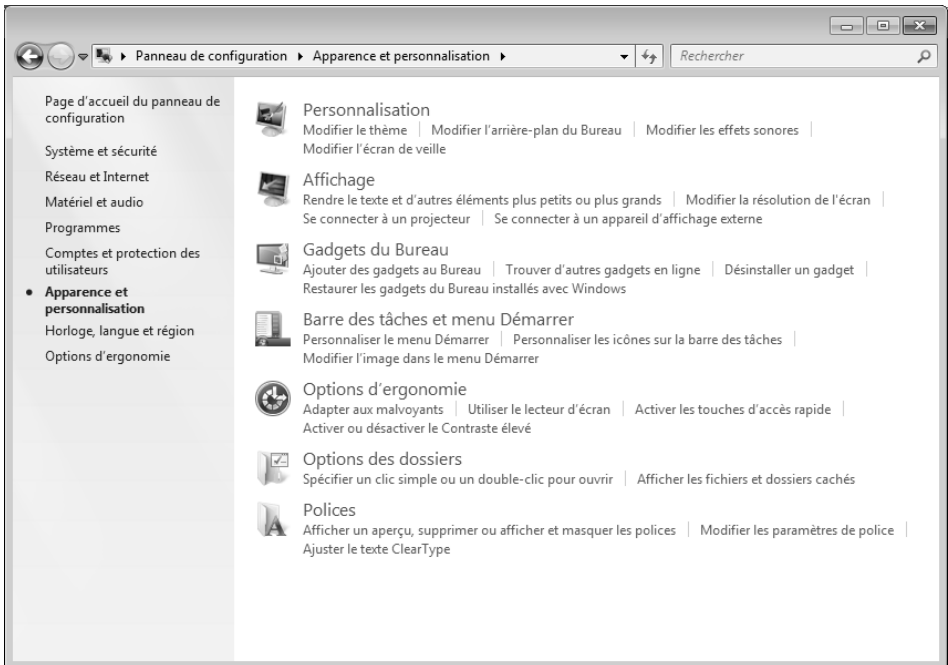 Panneau de configuration Apparence et personnalisation Rechercher
Page d'accueil du panneau de
configuration
Système et sécurité
Réseau et Internet
Matériel et audio
Programmes
Comptes et protection des
utilisateurs
Apparence et
personnalisation
Horloge, langue et région
Options d'ergonomie
Personnalisation
Modifier le thème Modifier l'arrière-plan du Bureau Modifier les effets sonores
Modifier l'écran de veille
Affichage
Rendre le texte et d'autres éléments plus petits ou plus grands Modifier la résolution de l'écran
Se connecter à un projecteur Se connecter à un appareil d'affichage externe
Gadgets du Bureau
Ajouter des gadgets au Bureau Trouver d'autres gadgets en ligne Désinstaller un gadget
Restaurer les gadgets du Bureau installés avec Windows
Barre des tâches et menu Démarrer
Personnaliser le menu Démarrer Personnaliser les icônes sur la barre des tâches
Modifier l'image dans le menu Démarrer
Options d'ergonomie
Adapter aux malvoyants Utiliser le lecteur d'écran Activer les touches d'accès rapide
Activer ou désactiver le Contraste élevé
Options des dossiers
Spécifier un clic simple ou un double-clic pour ouvrir Afficher les fichiers et dossiers cachés
Polices
Afficher un aperçu, supprimer ou afficher et masquer les polices Modifier les paramètres de police
Ajuster le texte ClearType